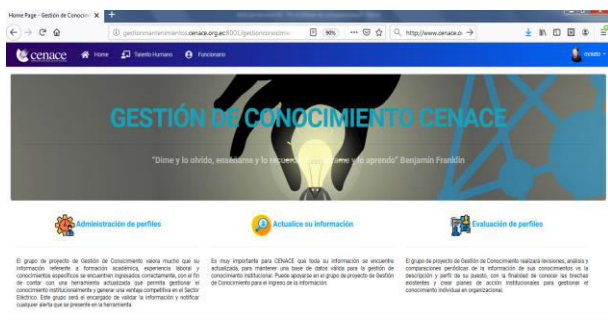 Home Page - Gestión de Conocim
gestionmantenimientos.cenace.org.ec:8001/gestionconocimie
90%
http://www.cenace.o
cenace Home Talento Humano Funcionario
GESTIÓN DE CONOCIMIENTO CENACE
"Dime y lo olvido, enséñame y lo recuerdo, y lo aprendo" Benjamin Franklin
Administración de perfiles
El grupo de proyecto de Gestión de Conocimiento valora mucho que su
información referente a formación académica, experiencia laboral y
conocimientos específicos se encuentren ingresados correctamente, con el fin
de contar con una herramienta actualizada que permita gestionar el
conocimiento institucionalmente y generar una ventaja competitiva en el Sector
Eléctrico. Este grupo será el encargado de validar la información y notificar
cualquier alerta que se presente en la herramienta.
Actualice su información
Es muy importante para CENACE que toda su información se encuentre
actualizada, para mantener una base de datos válida para la gestión de
conocimiento institucional. Puede apoyarse en el grupo de proyecto de Gestión
de Conocimiento para el ingreso de la información.
Evaluación de perfiles
El grupo de proyecto de Gestión de Conocimiento realizará revisiones, análisis y
comparaciones periódicas de la información de sus conocimientos vs la
descripción y perfil de su puesto, con la finalidad de conocer las brechas
existentes y crear planes de acción institucionales para gestionar el
conocimiento individual en organizacional.